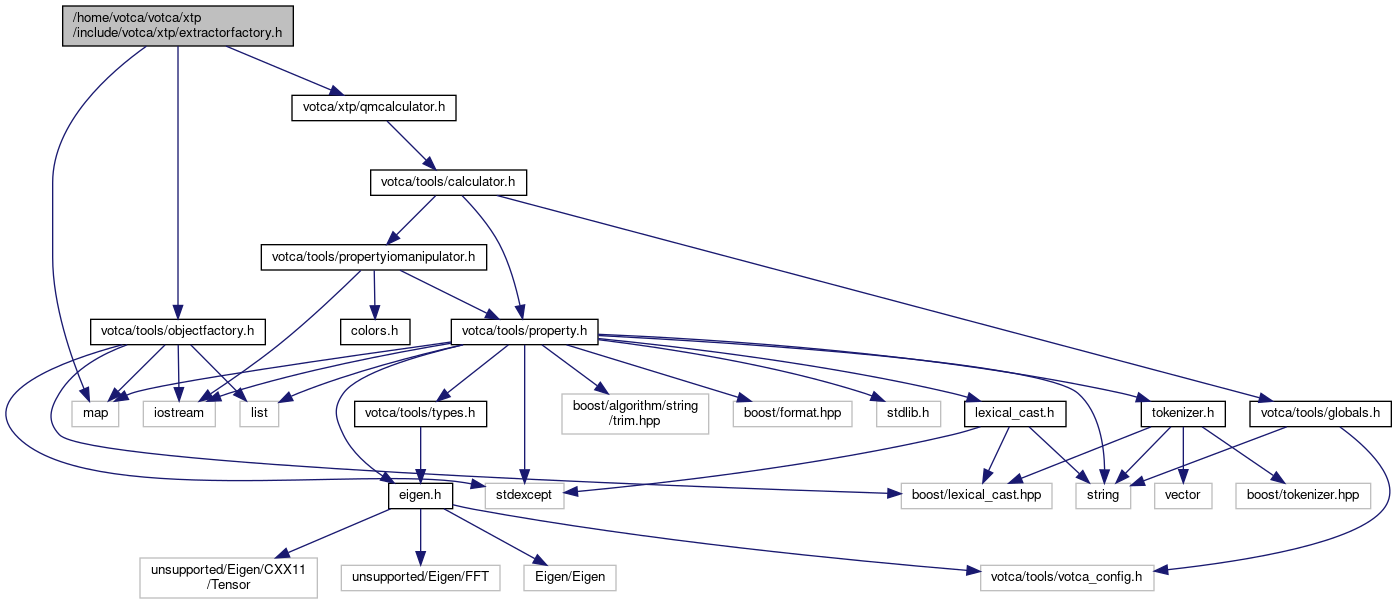 /home/votca/votca/xtp
/include/votca/xtp/extractorfactory.h
votca/xtp/qmcalculator.h
votca/tools/calculator.h
votca/tools/propertyiomanipulator.h
votca/tools/objectfactory.h
colors.h
votca/tools/property.h
map
iostream
list
votca/tools/types.h
boost/algorithm/string
/trim.hpp
boost/format.hpp
stdlib.h
lexical_cast.h
tokenizer.h
votca/tools/globals.h
eigen.h
stdexcept
boost/lexical_cast.hpp
string
vector
boost/tokenizer.hpp
unsupported/Eigen/CXX11
/Tensor
unsupported/Eigen/FFT
Eigen/Eigen
votca/tools/votca_config.h